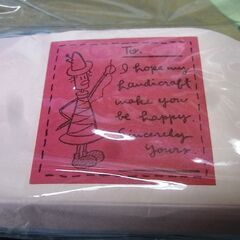 To.
I hope my
handicraft
make you
be happy.
Sincerely
Yours.